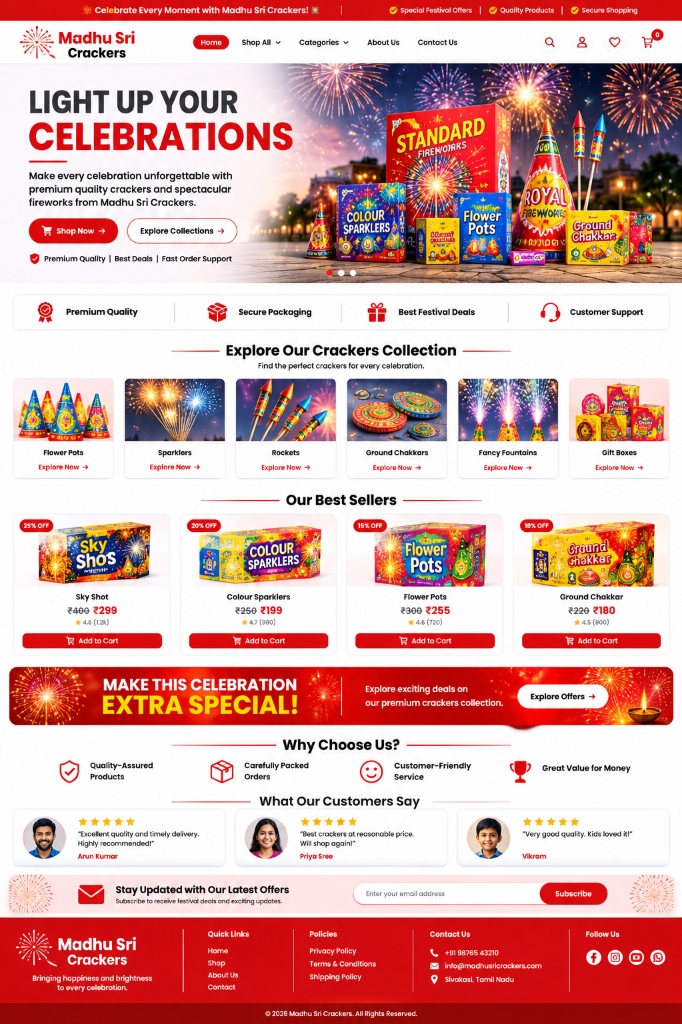 Celebrate Every Moment with Madhu Sri Crackers!
Special Festival Offers
Quality Products
Secure Shopping
Madhu Sri
Crackers
Home
Shop All
Categories
About Us
Contact Us
0
LIGHT UP YOUR
CELEBRATIONS
Make every celebration unforgettable with
premium quality crackers and spectacular
fireworks from Madhu Sri Crackers.
Shop Now →
Explore Collections →
Premium Quality | Best Deals | Fast Order Support
STANDARD
FIREWORKS
COLOUR
SPARKLERS
Flower
Pots
ROYAL
FIREWORKS
Ground
Chakkar
Premium Quality
Secure Packaging
Best Festival Deals
Customer Support
Explore Our Crackers Collection
Find the perfect crackers for every celebration.
Flower Pots
Explore Now →
Sparklers
Explore Now →
Rockets
Explore Now →
Ground Chakkars
Explore Now →
Fancy Fountains
Explore Now →
Gift Boxes
Explore Now →
Our Best Sellers
25% OFF
Sky
Shots
Sky Shot
₹400 ₹299
4.6 (1.2k)
Add to Cart
20% OFF
COLOUR
SPARKLERS
Colour Sparklers
₹250 ₹199
4.7 (980)
Add to Cart
15% OFF
Flower
Pots
Flower Pots
₹300 ₹255
4.6 (720)
Add to Cart
18% OFF
Ground
Chakkar
Ground Chakkar
₹220 ₹180
4.5 (800)
Add to Cart
MAKE THIS CELEBRATION
EXTRA SPECIAL!
Explore exciting deals on
our premium crackers collection.
Explore Offers →
Why Choose Us?
Quality-Assured
Products
Carefully Packed
Orders
Customer-Friendly
Service
Great Value for Money
What Our Customers Say
"Excellent quality and timely delivery.
Highly recommended!"
Arun Kumar
"Best crackers at reasonable price.
Will shop again!"
Priya Sree
"Very good quality. Kids loved it!"
Vikram
Stay Updated with Our Latest Offers
Subscribe to receive festival deals and exciting updates.
Enter your email address
Subscribe
Madhu Sri
Crackers
Bringing happiness and brightness
to every celebration.
Quick Links
Home
Shop
About Us
Contact
Policies
Privacy Policy
Terms & Conditions
Shipping Policy
Contact Us
+91 98765 43210
info@madhusricrackers.com
Sivakasi, Tamil Nadu
Follow Us
© 2026 Madhu Sri Crackers. All Rights Reserved.